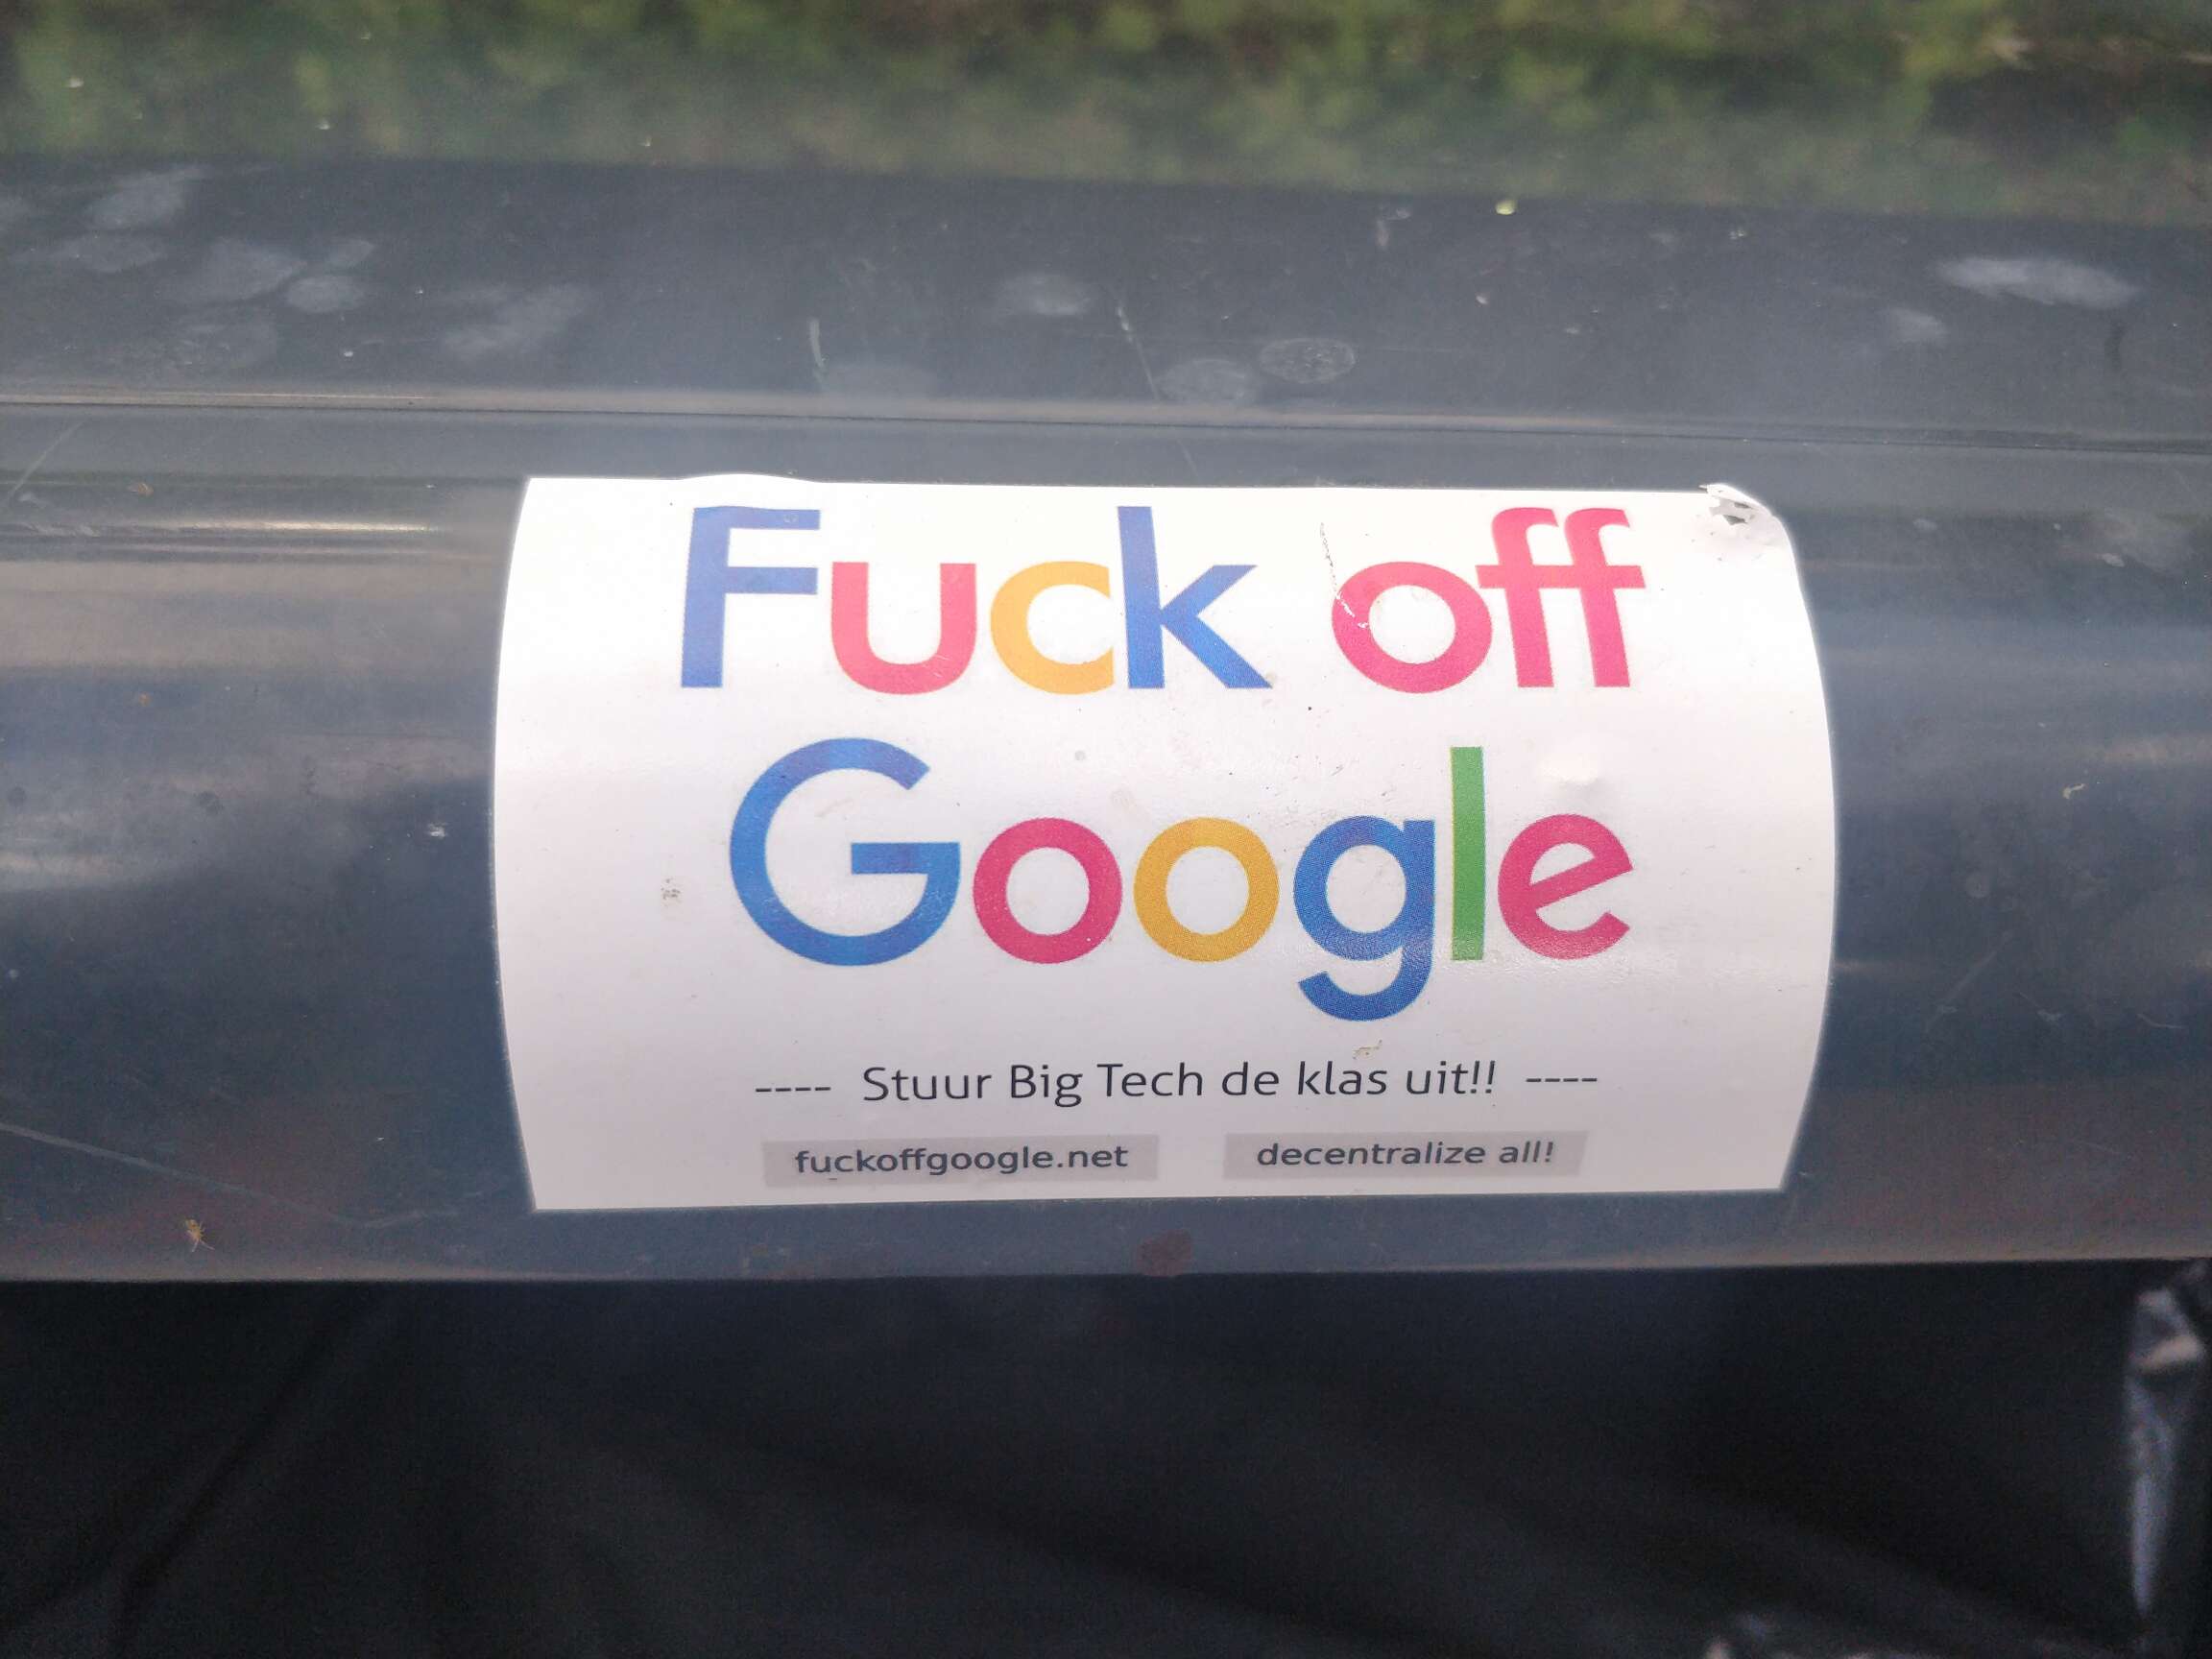 Fuck off
Google
---- Stuur Big Tech de klas uit!! ----
fuckoffgoogle.net decentralize all!